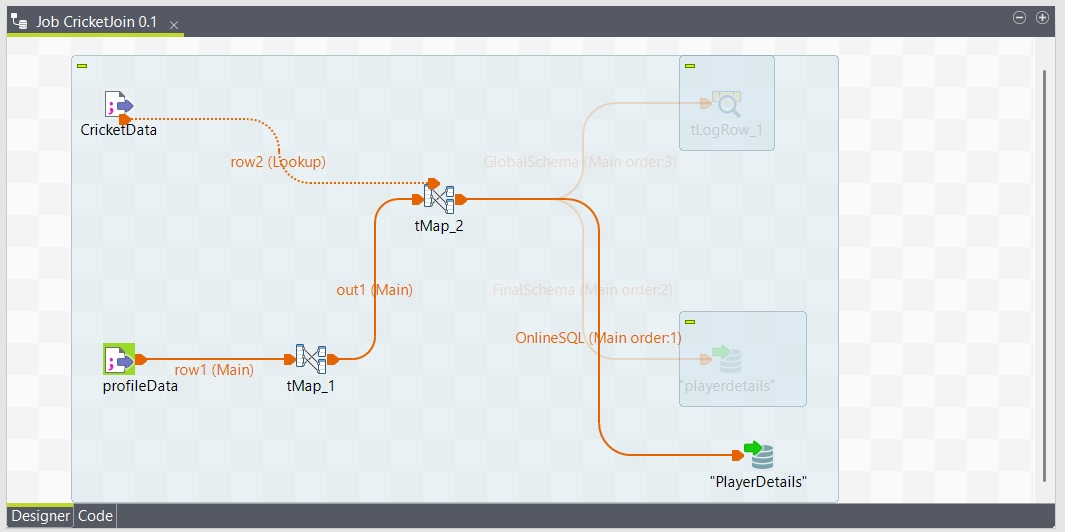 Job CricketJoin 0.1
CricketData
tLogRow_1
row2 (Lookup)
GlobalSchema (Main order:3)
tMap_2
out1 (Main)
FinalSchema (Main order:2)
OnlineSQL (Main order:1)
row1 (Main)
profileData
tMap_1
"playerdetails"
"PlayerDetails"
Designer
Code